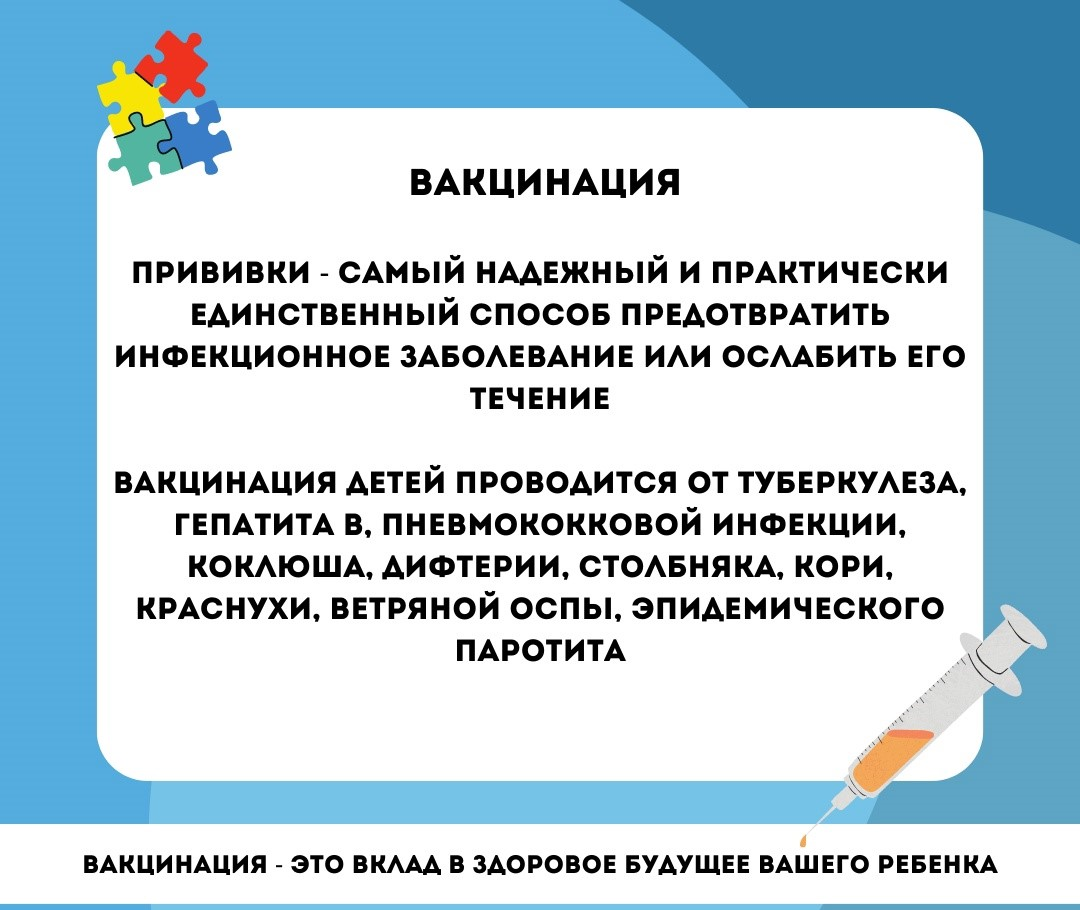 ВАКЦИНАЦИЯ
ПРИВИВКИ - САМЫЙ НАДЕЖНЫЙ И ПРАКТИЧЕСКИ
ЕДИНСТВЕННЫЙ СПОСОБ ПРЕДОТВРАТИТЬ
ИНФЕКЦИОННОЕ ЗАБОЛЕВАНИЕ ИЛИ ОСЛАБИТЬ ЕГО
ТЕЧЕНИЕ
ВАКЦИНАЦИЯ ДЕТЕЙ ПРОВОДИТСЯ ОТ ТУБЕРКУЛЕЗА,
ГЕПАТИТА В, ПНЕВМОКОККОВОЙ ИНФЕКЦИИ,
КОКЛЮША, ДИФТЕРИИ, СТОЛБНЯКА, КОРИ,
КРАСНУХИ, ВЕТРЯНОЙ ОСПЫ, ЭПИДЕМИЧЕСКОГО
ПАРОТИТА
ВАКЦИНАЦИЯ - ЭТО ВКЛАД В ЗДОРОВОЕ БУДУЩЕЕ ВАШЕГО РЕБЕНКА